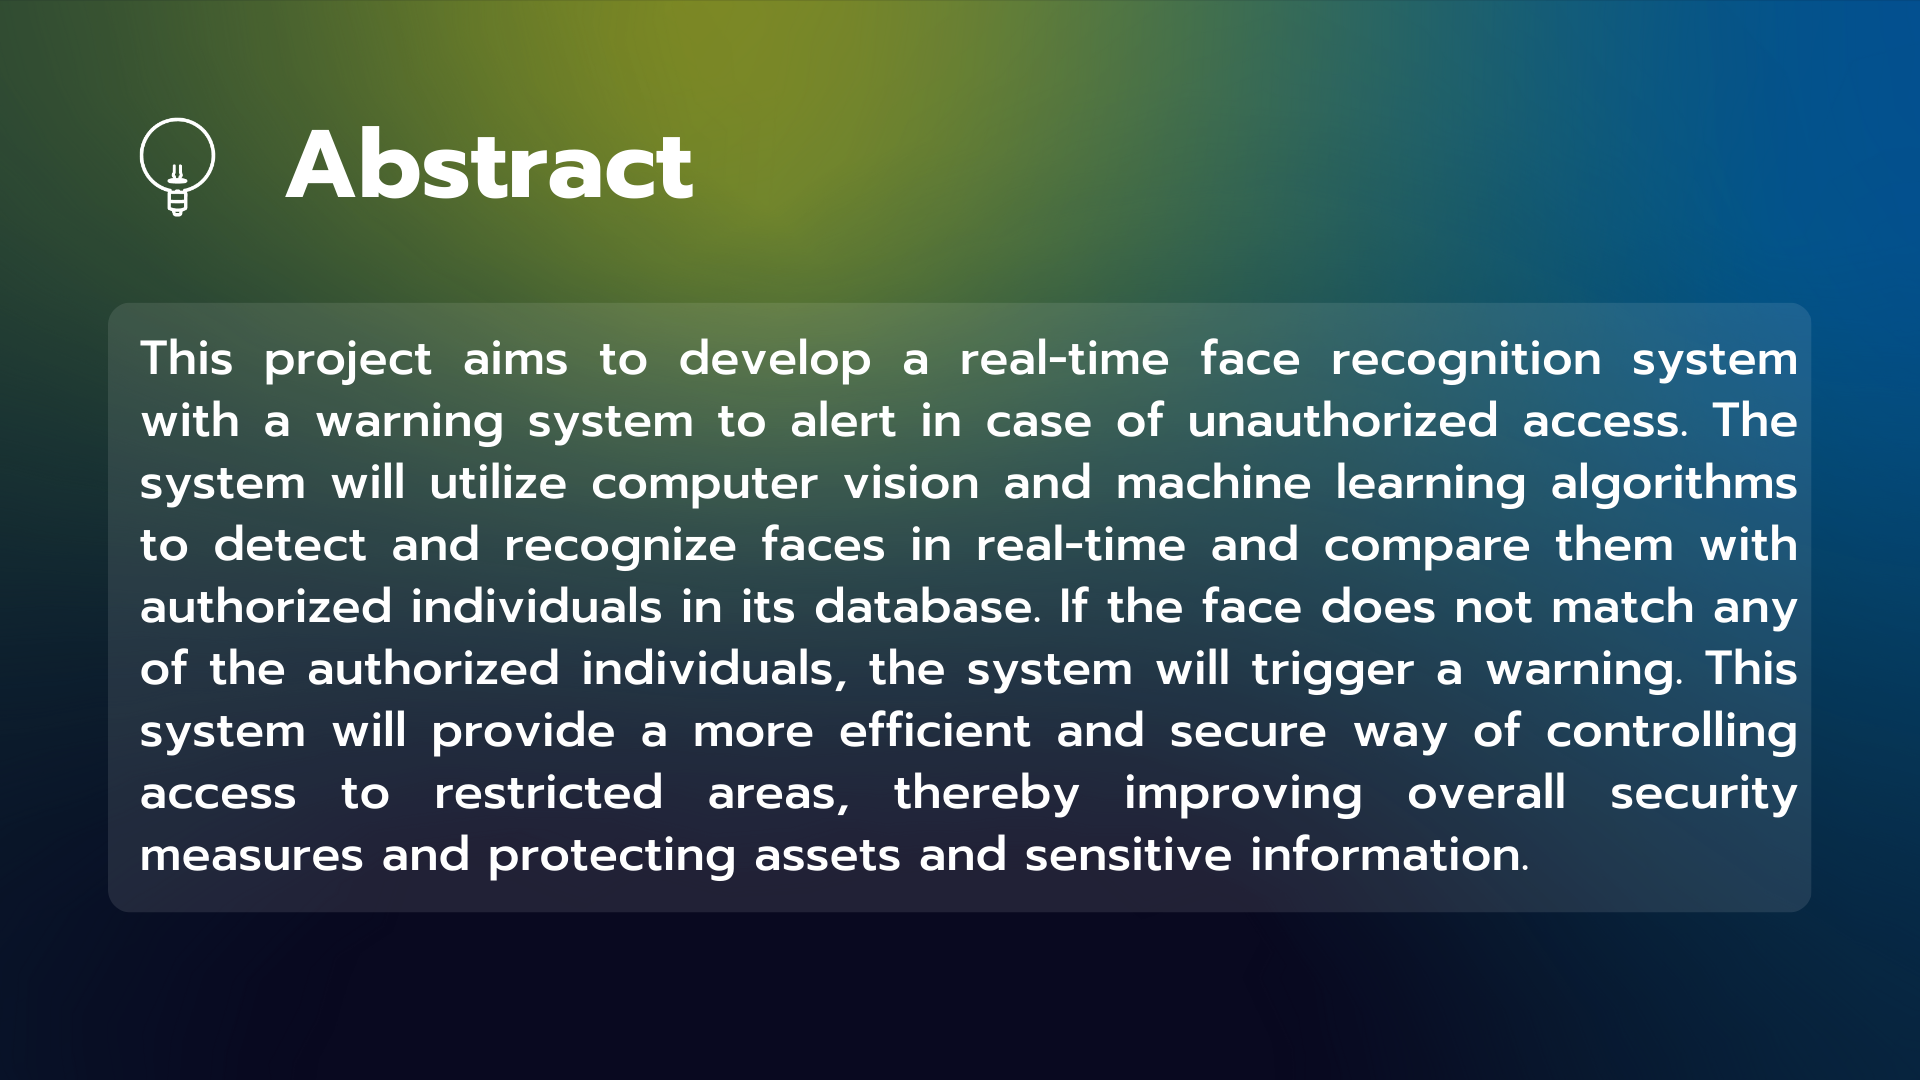 Abstract
This project aims to develop a real-time face recognition system
with a warning system to alert in case of unauthorized access. The
system will utilize computer vision and machine learning algorithms
to detect and recognize faces in real-time and compare them with
authorized individuals in its database. If the face does not match any
of the authorized individuals, the system will trigger a warning. This
system will provide a more efficient and secure way of controlling
access to restricted areas, thereby improving overall security
measures and protecting assets and sensitive information.